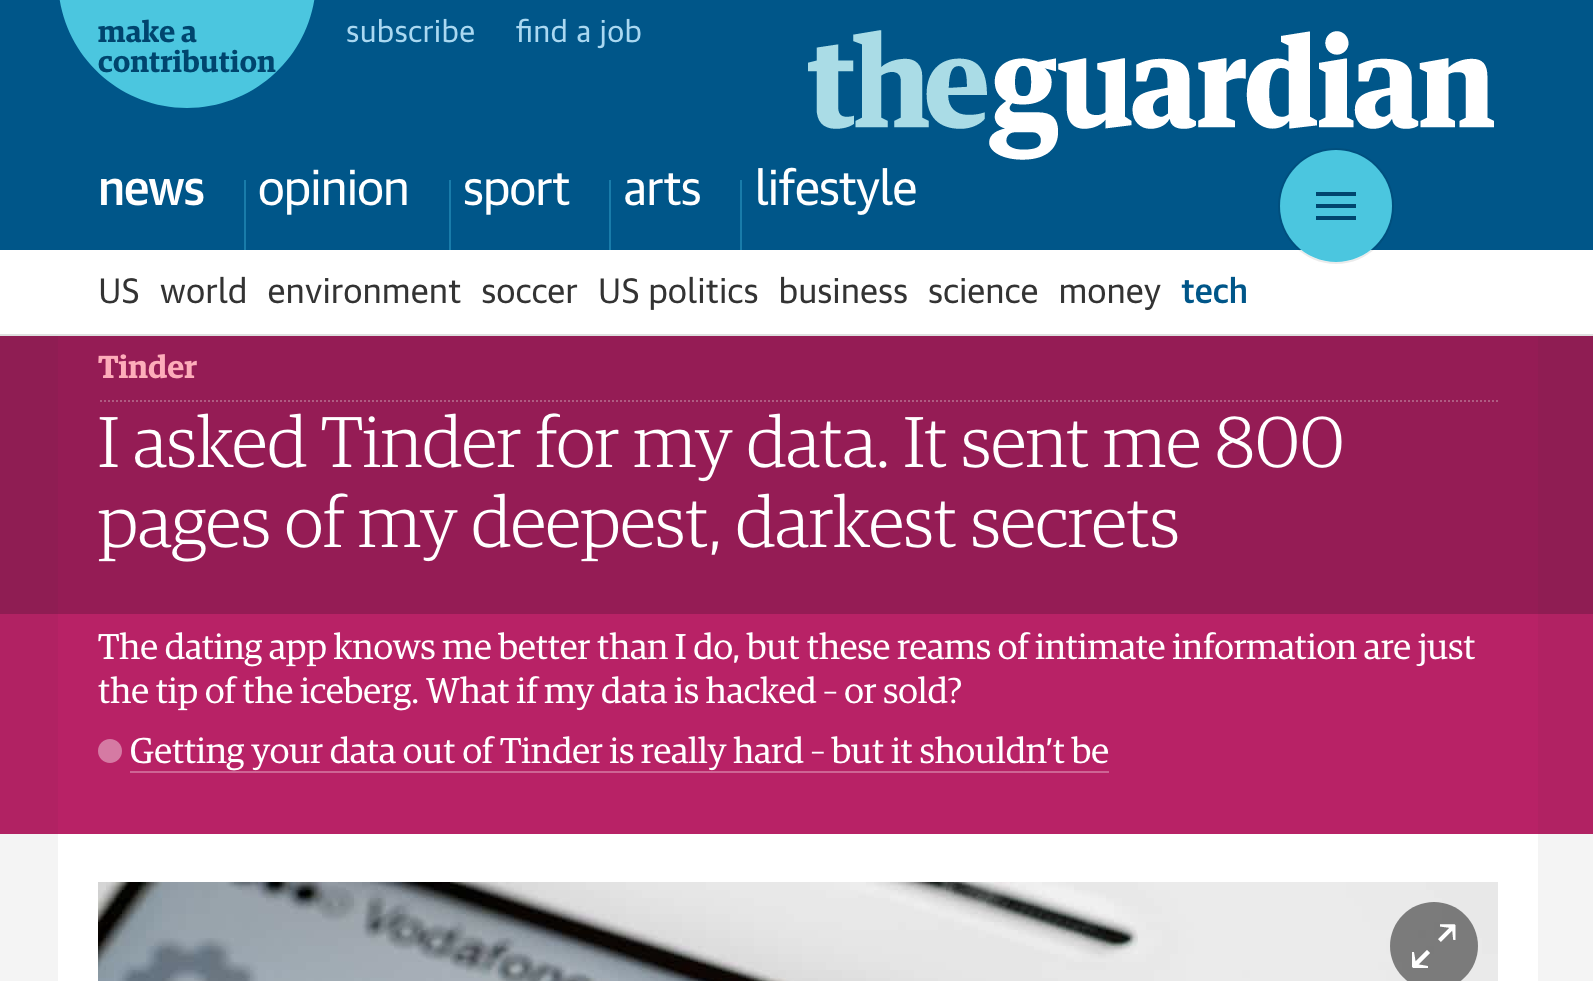 make a
contribution
subscribe find a job
theguardian
news opinion sport arts lifestyle
US world environment soccer US politics business science money tech
Tinder
I asked Tinder for my data. It sent me 800
pages of my deepest, darkest secrets
The dating app knows me better than I do, but these reams of intimate information are just
the tip of the iceberg. What if my data is hacked – or sold?
Getting your data out of Tinder is really hard – but it shouldn’t be
Vodafone